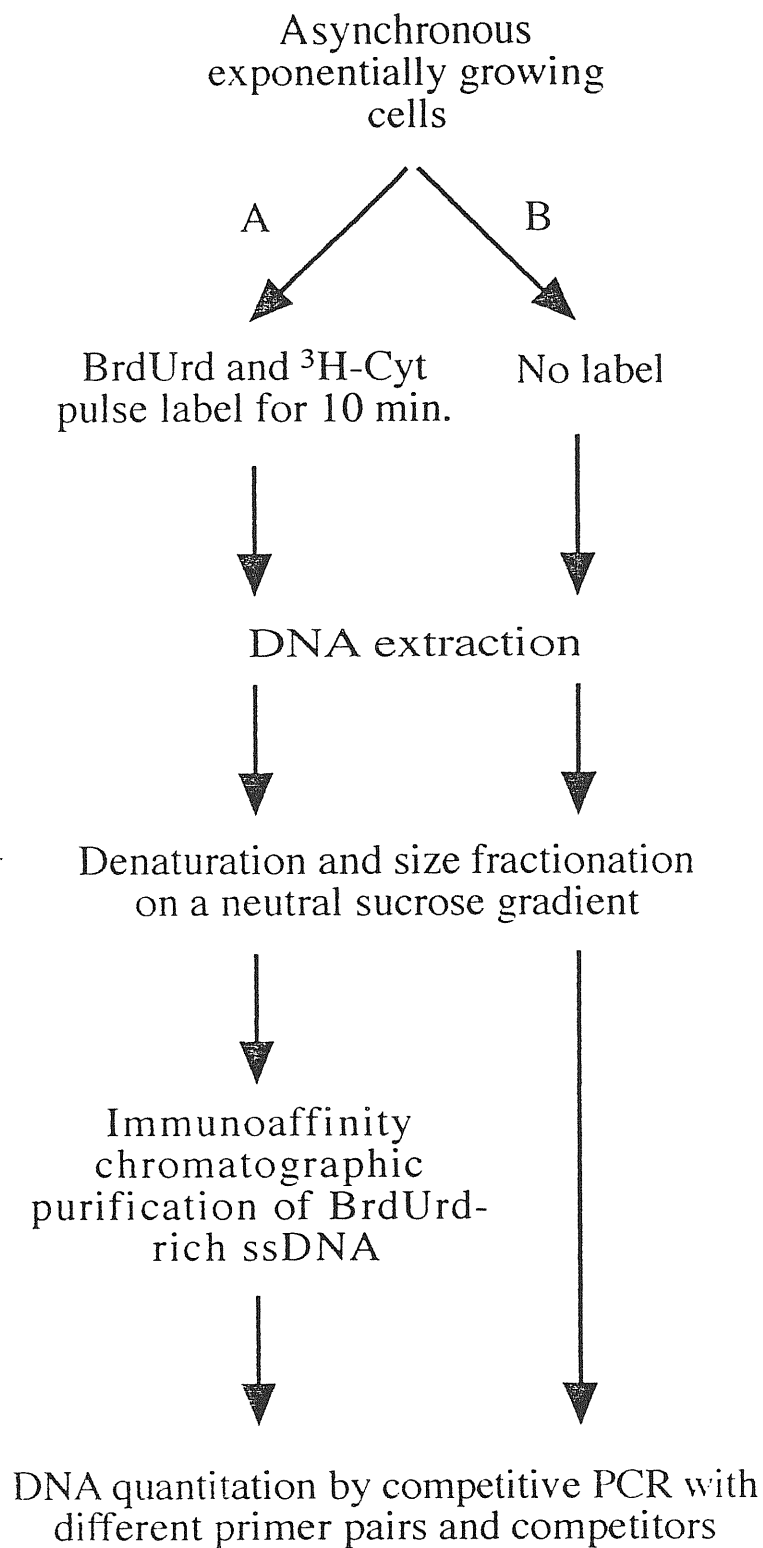 Asynchronous
exponentially growing
cells
A
B
BrdUrd and ³H-Cyt
pulse label for 10 min.
No label
DNA extraction
Denaturation and size fractionation
on a neutral sucrose gradient
Immunoaffinity
chromatographic
purification of BrdUrd-
rich ssDNA
DNA quantitation by competitive PCR with
different primer pairs and competitors